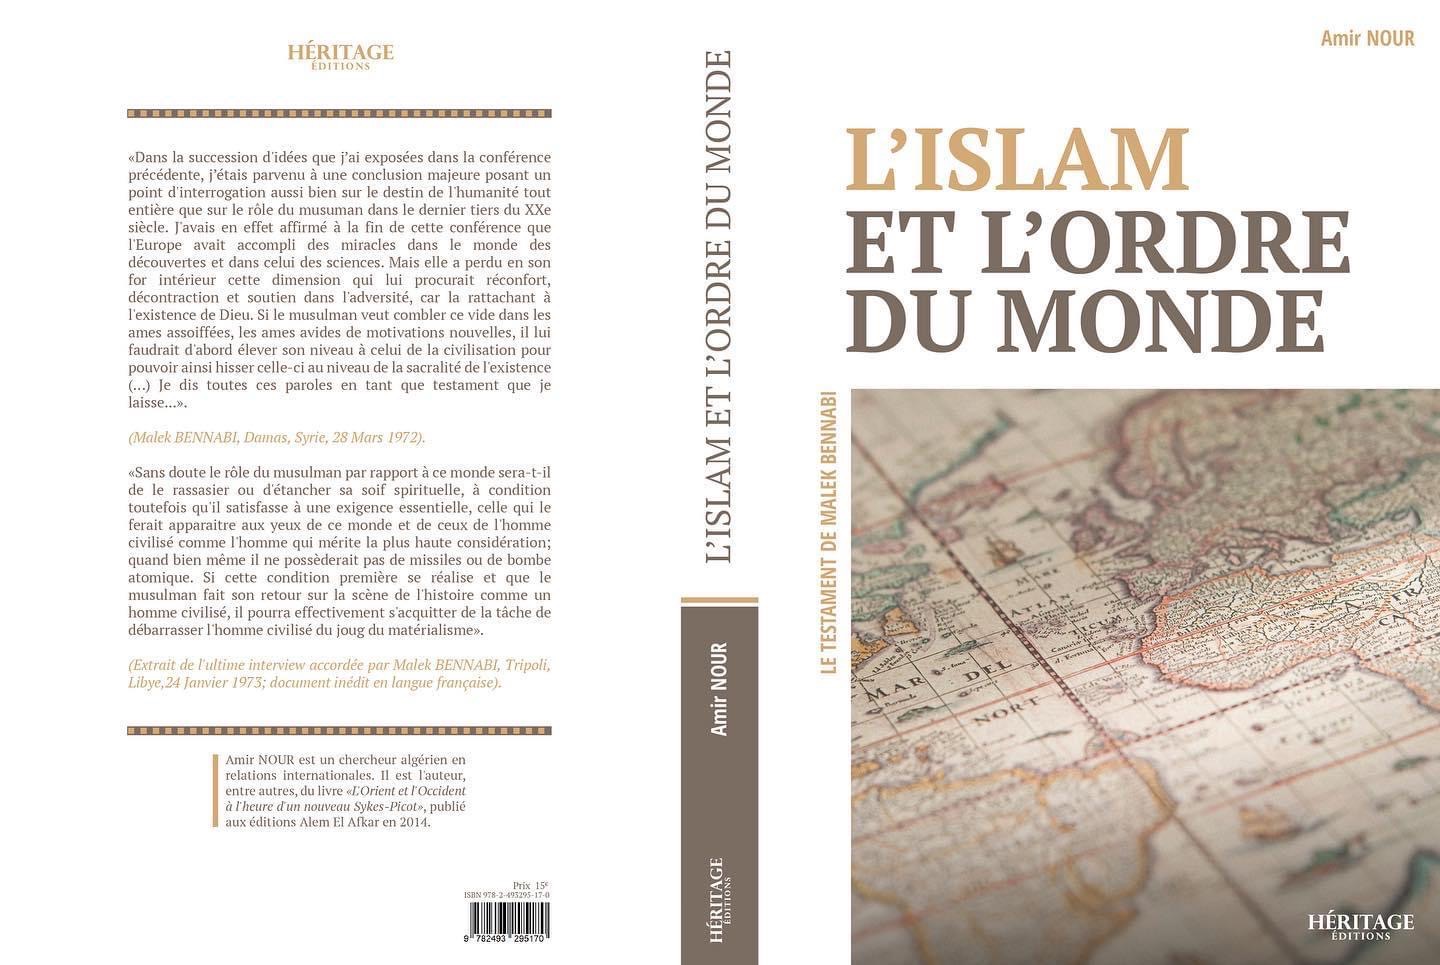 HÉRITAGE
ÉDITIONS
«Dans la succession d'idées que j'ai exposées dans la conférence
précédente, j'étais parvenu à une conclusion majeure posant un
point d'interrogation aussi bien sur le destin de l'humanité tout
entière que sur le rôle du musuman dans le dernier tiers du XXe
siècle. J'avais en effet affirmé à la fin de cette conférence que
l'Europe avait accompli des miracles dans le monde des
découvertes et dans celui des sciences. Mais elle a perdu en son
for intérieur cette dimension qui lui procurait réconfort,
décontraction et soutien dans l'adversité, car la rattachant à
l'existence de Dieu. Si le musulman veut combler ce vide dans les
ames assoiffées, les ames avides de motivations nouvelles, il lui
faudrait d'abord élever son niveau à celui de la civilisation pour
pouvoir ainsi hisser celle-ci au niveau de la sacralité de l'existence
(...) Je dis toutes ces paroles en tant que testament que je
laisse...».
(Malek BENNABI, Damas, Syrie, 28 Mars 1972).
«Sans doute le rôle du musulman par rapport à ce monde sera-t-il
de le rassasier ou d'étancher sa soif spirituelle, à condition
toutefois qu'il satisfasse à une exigence essentielle, celle qui le
ferait apparaitre aux yeux de ce monde et de ceux de l'homme
civilisé comme l'homme qui mérite la plus haute considération;
quand bien même il ne possèderait pas de missiles ou de bombe
atomique. Si cette condition première se réalise et que le
musulman fait son retour sur la scène de l'histoire comme un
homme civilisé, il pourra effectivement s'acquitter de la tâche de
débarrasser l'homme civilisé du joug du matérialisme».
(Extrait de l'ultime interview accordée par Malek BENNABI, Tripoli,
Libye,24 Janvier 1973; document inédit en langue française).
Amir NOUR est un chercheur algérien en
relations internationales. Il est l'auteur,
entre autres, du livre «L'Orient et l'Occident
à l'heure d'un nouveau Sykes-Picot», publié
aux éditions Alem El Afkar en 2014.
Prix 15€
ISBN 978-2-493295-17-0
9 782493 295170
L'ISLAM ET L'ORDRE DU MONDE
Amir NOUR
HÉRITAGE
ÉDITIONS
Amir NOUR
L'ISLAM
ET L'ORDRE
DU MONDE
LE TESTAMENT DE MALEK BENNABI
ATLAN
TICUM
MAR DEL
NORT
HÉRITAGE
ÉDITIONS